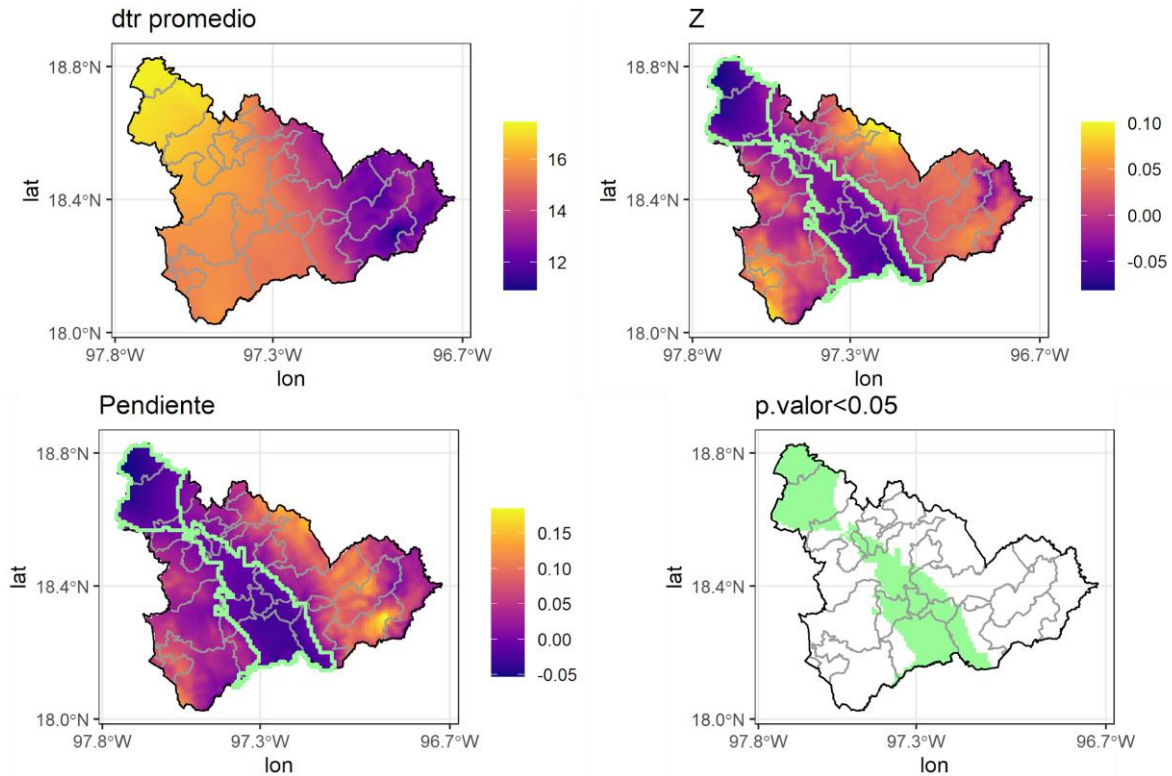 dtr promedio
18.8°N
18.4°N
18.0°N
lat
97.8°W 97.3°W 96.7°W
lon
16
14
12
Z
18.8°N
18.4°N
18.0°N
lat
97.8°W 97.3°W 96.7°W
lon
0.10
0.05
0.00
-0.05
Pendiente
18.8°N
18.4°N
18.0°N
lat
97.8°W 97.3°W 96.7°W
lon
0.15
0.10
0.05
0.00
-0.05
p.valor<0.05
18.8°N
18.4°N
18.0°N
lat
97.8°W 97.3°W 96.7°W
lon